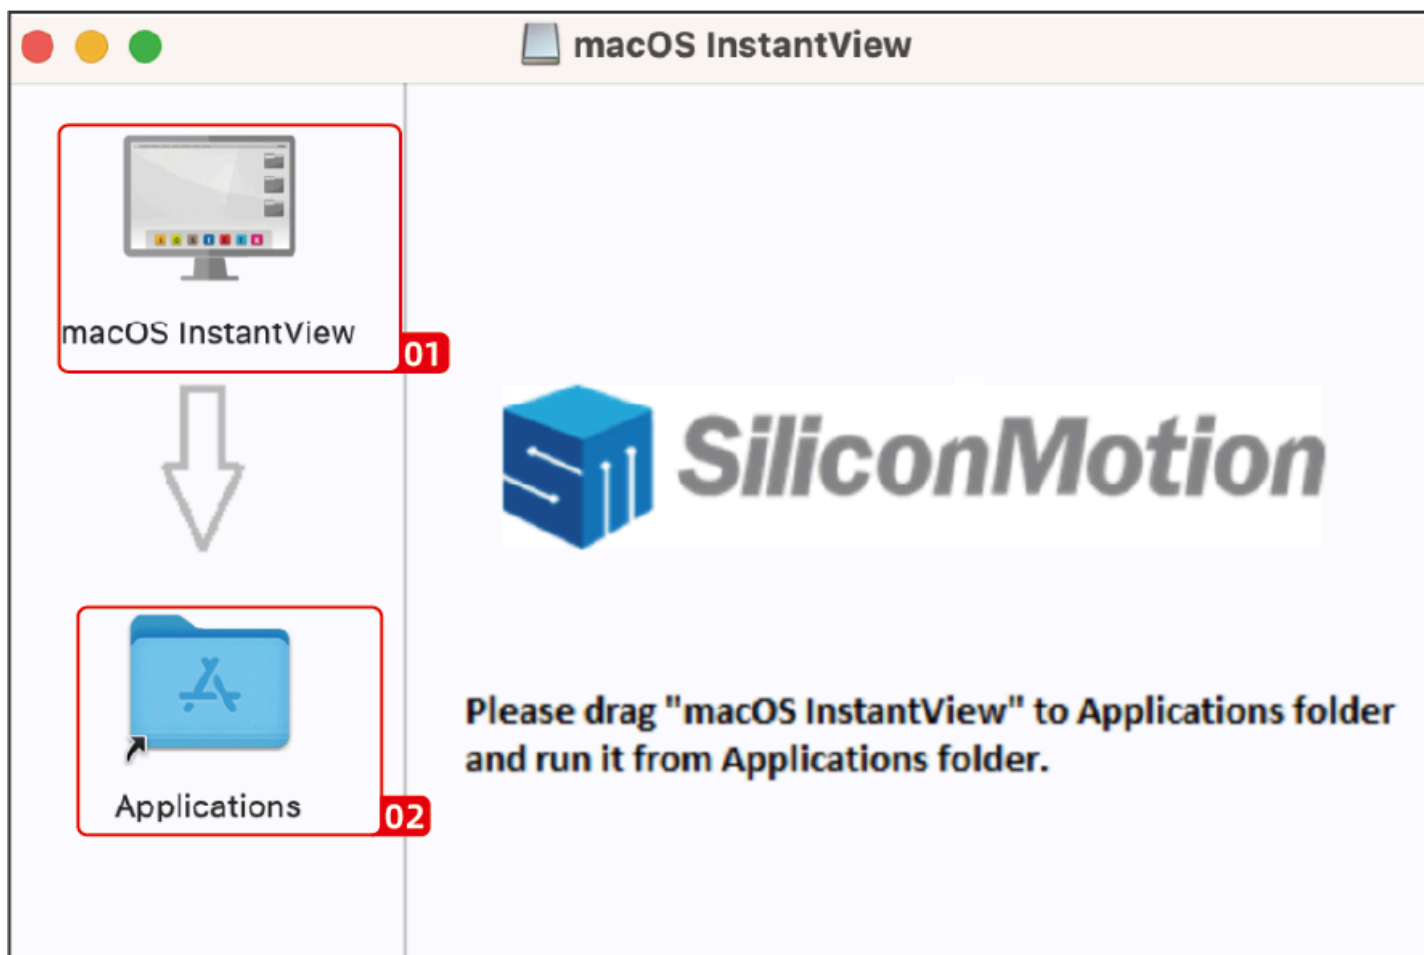 macOS InstantView
macOS InstantView
01
SiliconMotion
Applications
02
Please drag "macOS InstantView" to Applications folder
and run it from Applications folder.